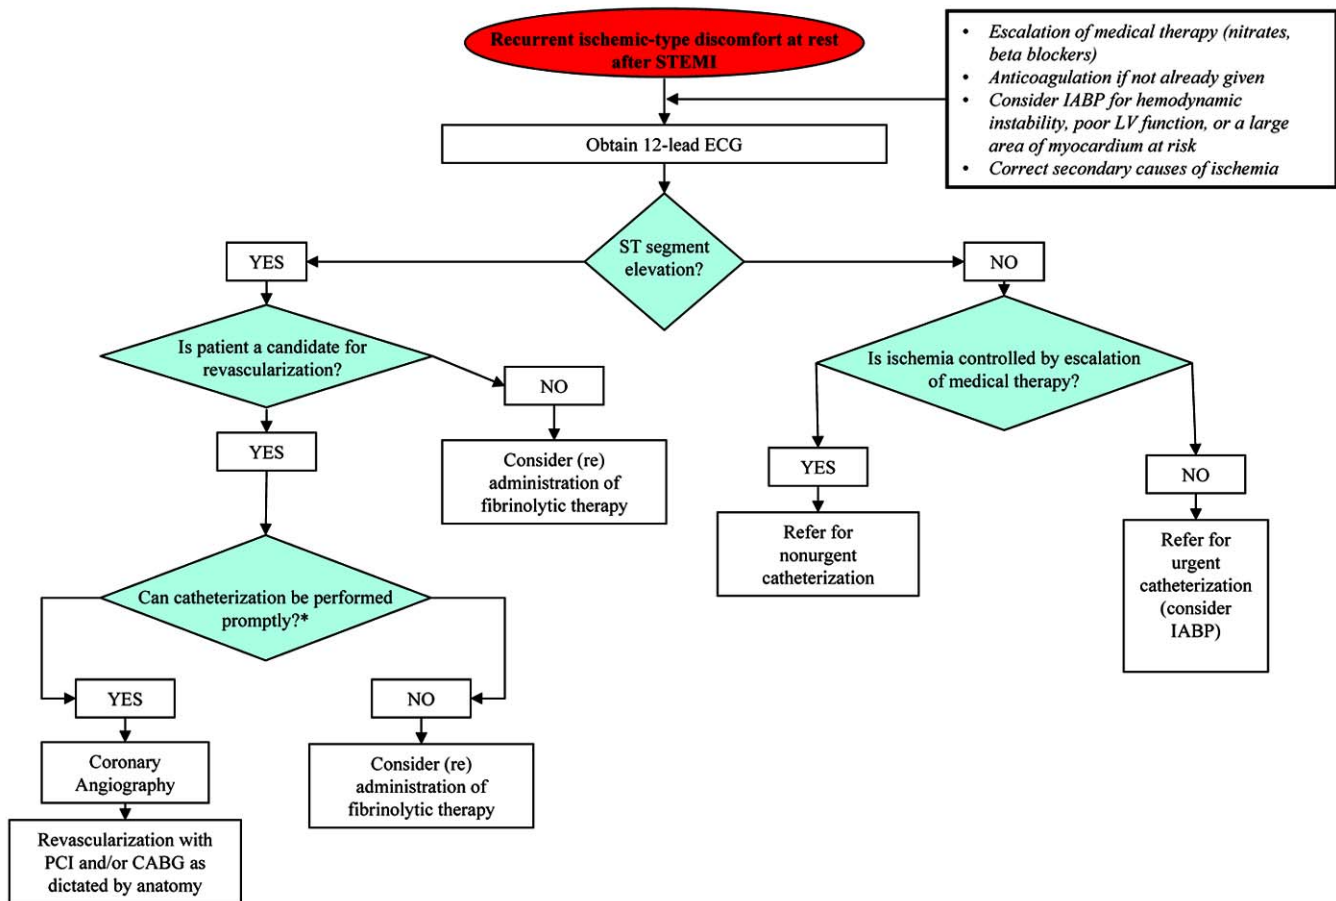 Recurrent ischemic-type discomfort at rest
after STEMI
• Escalation of medical therapy (nitrates,
beta blockers)
• Anticoagulation if not already given
• Consider IABP for hemodynamic
instability, poor LV function, or a large
area of myocardium at risk
• Correct secondary causes of ischemia
Obtain 12-lead ECG
ST segment
elevation?
YES
NO
Is patient a candidate for
revascularization?
NO
Consider (re)
administration of
fibrinolytic therapy
YES
Is ischemia controlled by escalation
of medical therapy?
YES
Refer for
nonurgent
catheterization
NO
Refer for
urgent
catheterization
(consider
IABP)
Can catheterization be performed
promptly?*
YES
Coronary
Angiography
Revascularization with
PCI and/or CABG as
dictated by anatomy
NO
Consider (re)
administration of
fibrinolytic therapy